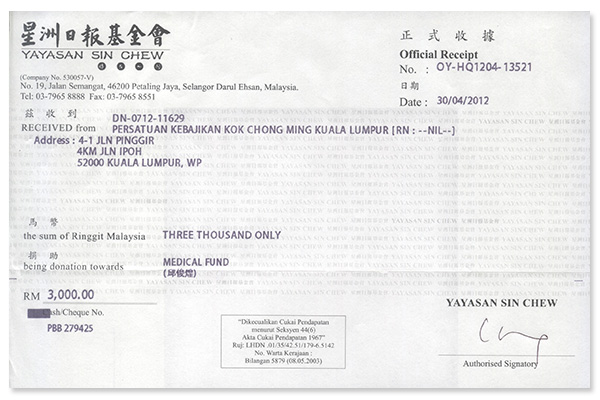 星洲日報基金會
YAYASAN SIN CHEW
(Company No. 530057-V)
No. 19, Jalan Semangat, 46200 Petaling Jaya, Selangor Darul Ehsan, Malaysia.
Tel: 03-7965 8888 Fax: 03-7965 8551
正式收據
Official Receipt
No. : OY-HQ1204-13521
日期
Date : 30/04/2012
茲收到 DN-0712-11629
RECEIVED from PERSATUAN KEBAJIKAN KOK CHONG MING KUALA LUMPUR [RN : --NIL--]
Address : 4-1 JLN PINGGIR
4KM JLN IPOH
52000 KUALA LUMPUR, WP
馬幣
the sum of Ringgit Malaysia THREE THOUSAND ONLY
捐助
being donation towards MEDICAL FUND
RM 3,000.00
Cash/Cheque No.
PBB 279425
"Dikecualikan Cukai Pendapatan
menurut Seksyen 44(6)
Akta Cukai Pendapatan 1967"
Ruj: LHDN .01/35/42.51/179-6.5142
No. Warta Kerajaan :
Bilangan 5879 (08.05.2003)
YAYASAN SIN CHEW
Authorised Signatory